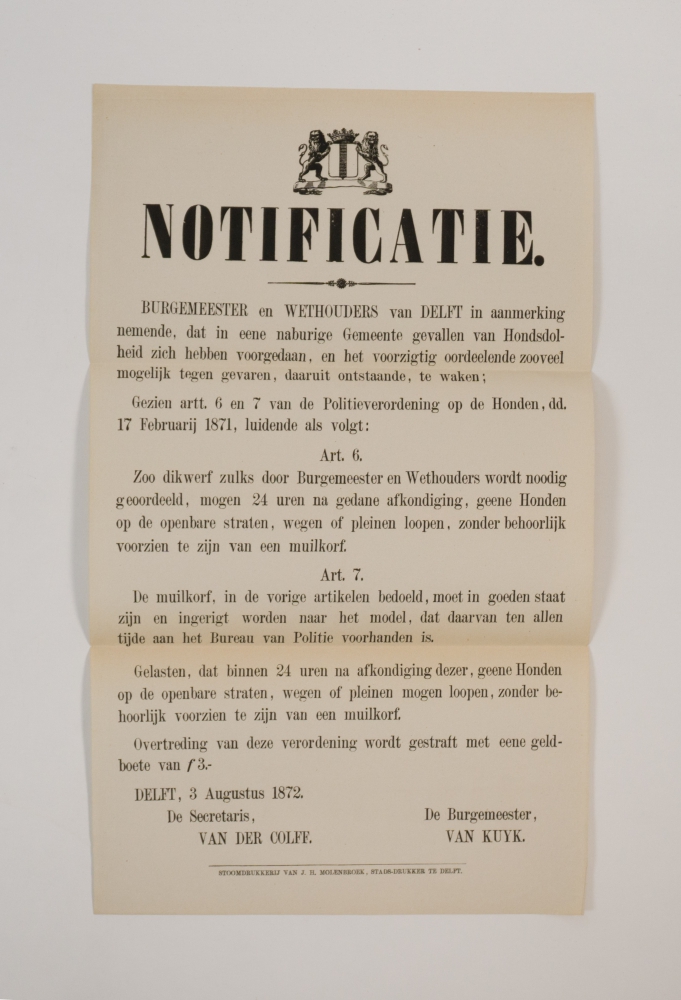 NOTIFICATIE.
BURGEMEESTER en WETHOUDERS van DELFT in aanmerking
nemende, dat in eene naburige Gemeente gevallen van Hondsdol-
heid zich hebben voorgedaan, en het voorzigtig oordeelende zooveel
mogelijk tegen gevaren, daaruit ontstaande, te waken;
Gezien artt. 6 en 7 van de Politieverordening op de Honden, dd.
17 Februarij 1871, luidende als volgt:
Art. 6.
Zoo dikwerf zulks door Burgemeester en Wethouders wordt noodig
geoordeeld, mogen 24 uren na gedane afkondiging, geene Honden
op de openbare straten, wegen of pleinen loopen, zonder behoorlijk
voorzien te zijn van een muilkorf.
Art. 7.
De muilkorf, in de vorige artikelen bedoeld, moet in goeden staat
zijn en ingerigt worden naar het model, dat daarvan ten allen
tijde aan het Bureau van Politie voorhanden is.
Gelasten, dat binnen 24 uren na afkondiging dezer, geene Honden
op de openbare straten, wegen of pleinen mogen loopen, zonder be-
hoorlijk voorzien te zijn van een muilkorf.
Overtreding van deze verordening wordt gestraft met eene geld-
boete van f 3.-
DELFT, 3 Augustus 1872.
De Secretaris, De Burgemeester,
VAN DER COLFF. VAN KUYK.
STOOMDRUKKERIJ VAN J. H. MOLENBROEK, STADS-DRUKKER TE DELFT.